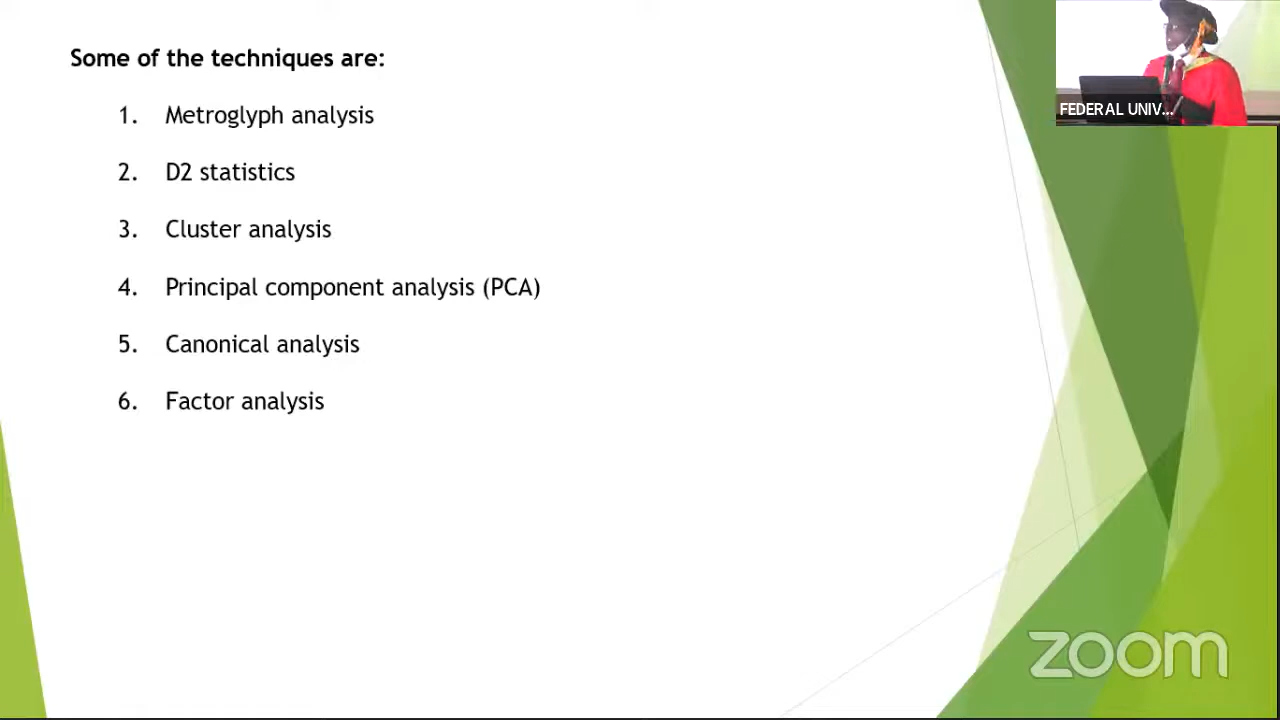 Some of the techniques are:
1. Metroglyph analysis
2. D2 statistics
3. Cluster analysis
4. Principal component analysis (PCA)
5. Canonical analysis
6. Factor analysis
FEDERAL UNIV...
zoom